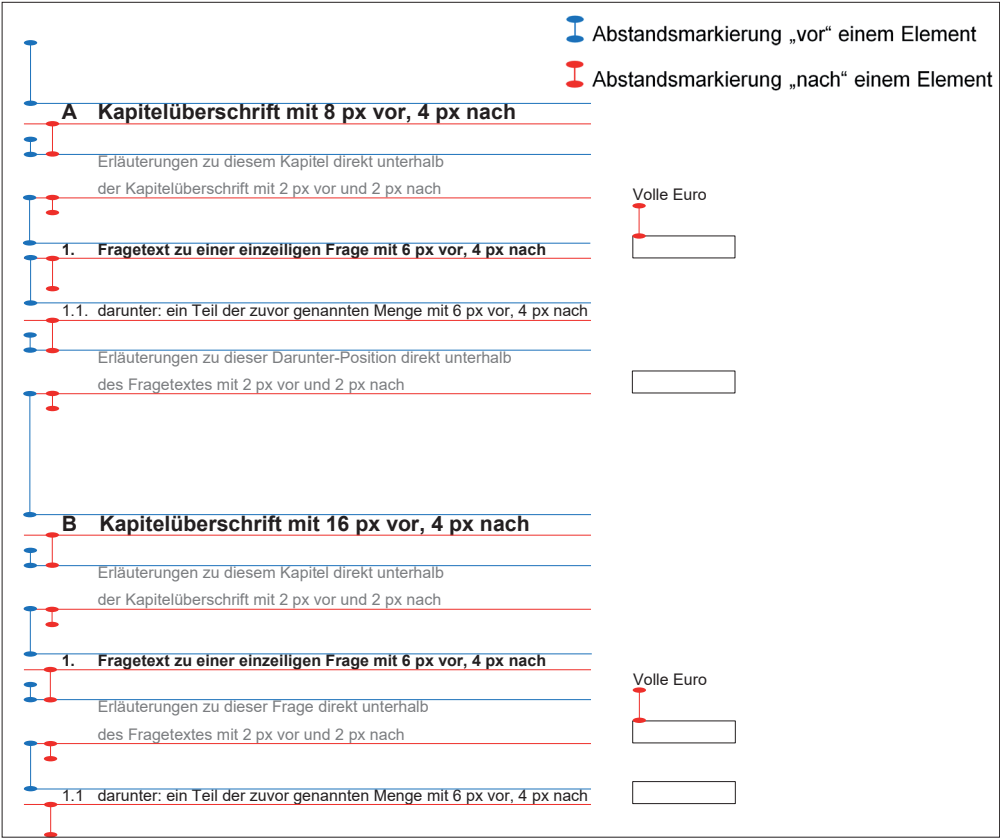 Abstandsmarkierung „vor“ einem Element
Abstandsmarkierung „nach“ einem Element
A Kapitelüberschrift mit 8 px vor, 4 px nach
Erläuterungen zu diesem Kapitel direkt unterhalb
der Kapitelüberschrift mit 2 px vor und 2 px nach
Volle Euro
1. Fragetext zu einer einzeiligen Frage mit 6 px vor, 4 px nach
1.1. darunter: ein Teil der zuvor genannten Menge mit 6 px vor, 4 px nach
Erläuterungen zu dieser Darunter-Position direkt unterhalb
des Fragetextes mit 2 px vor und 2 px nach
B Kapitelüberschrift mit 16 px vor, 4 px nach
Erläuterungen zu diesem Kapitel direkt unterhalb
der Kapitelüberschrift mit 2 px vor und 2 px nach
1. Fragetext zu einer einzeiligen Frage mit 6 px vor, 4 px nach
Volle Euro
Erläuterungen zu dieser Frage direkt unterhalb
des Fragetextes mit 2 px vor und 2 px nach
1.1 darunter: ein Teil der zuvor genannten Menge mit 6 px vor, 4 px nach